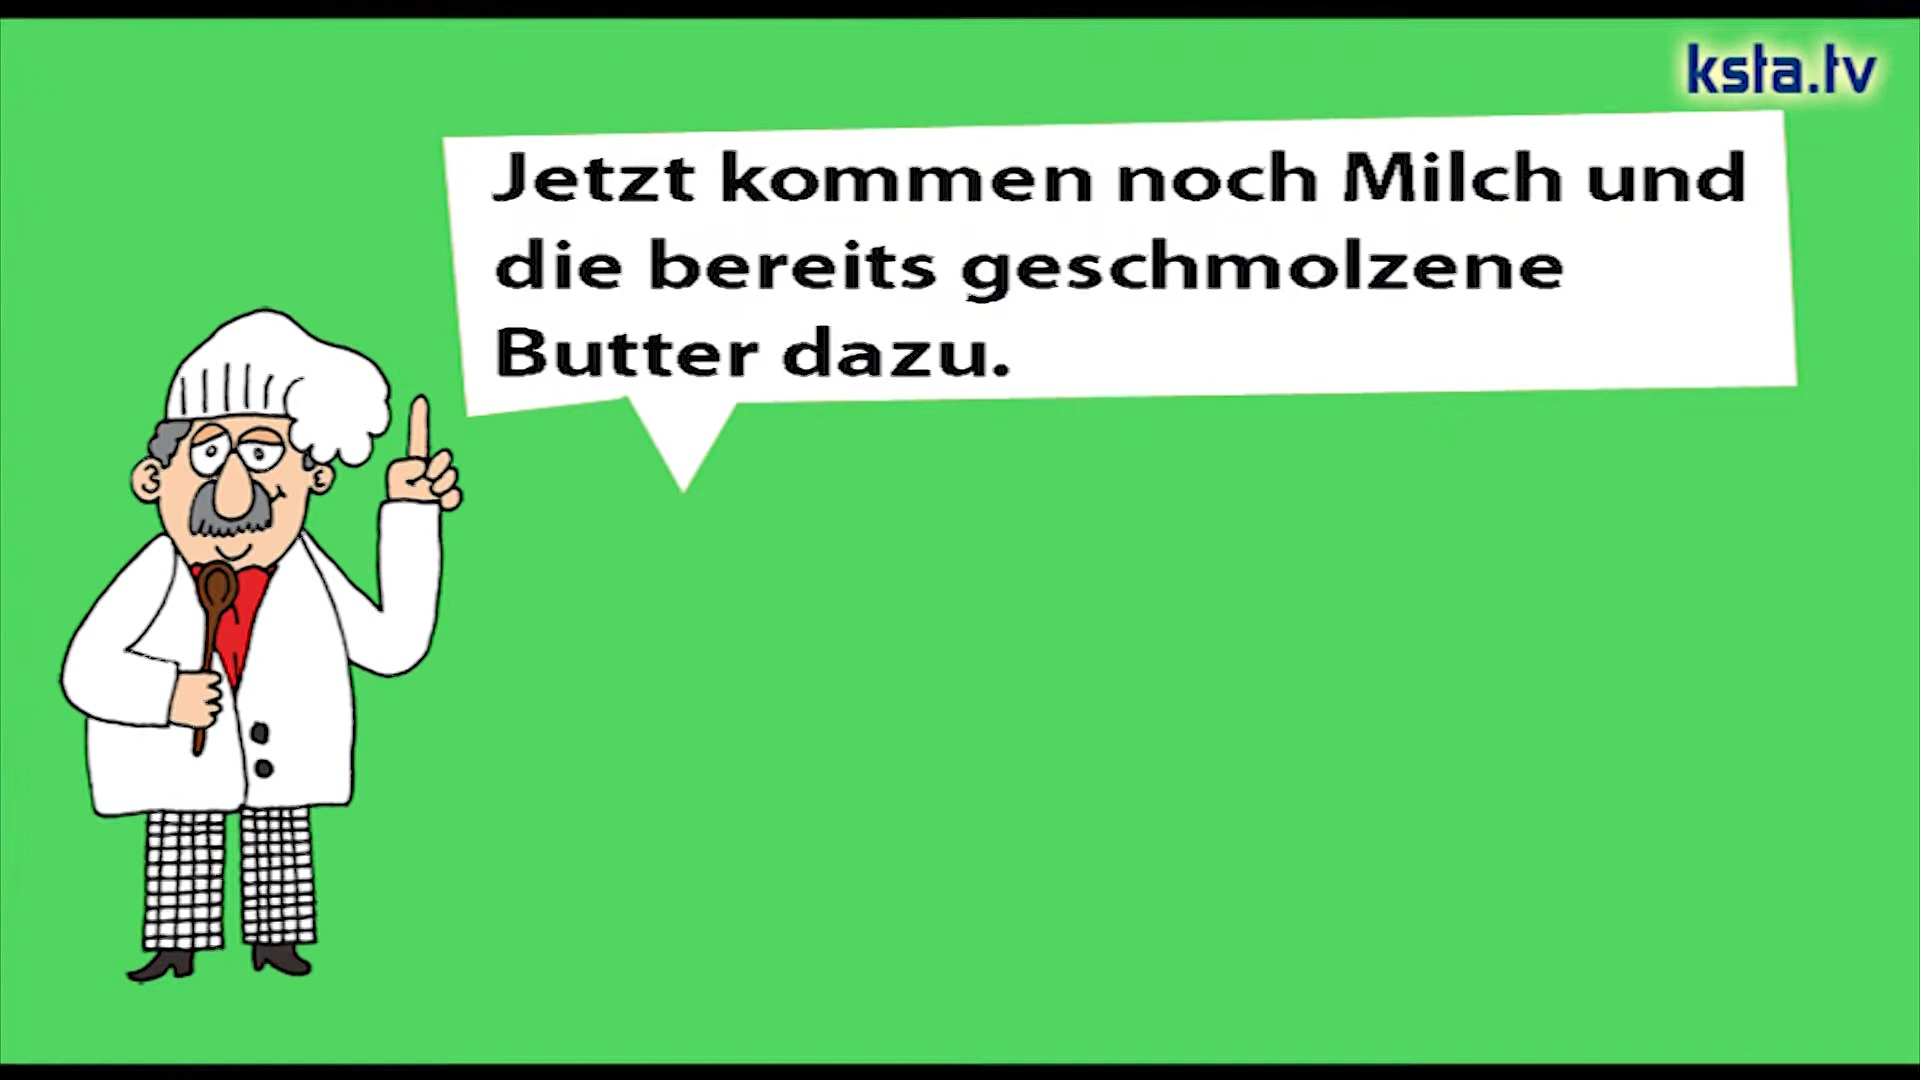 ksta.tv
Jetzt kommen noch Milch und
die bereits geschmolzene
Butter dazu.